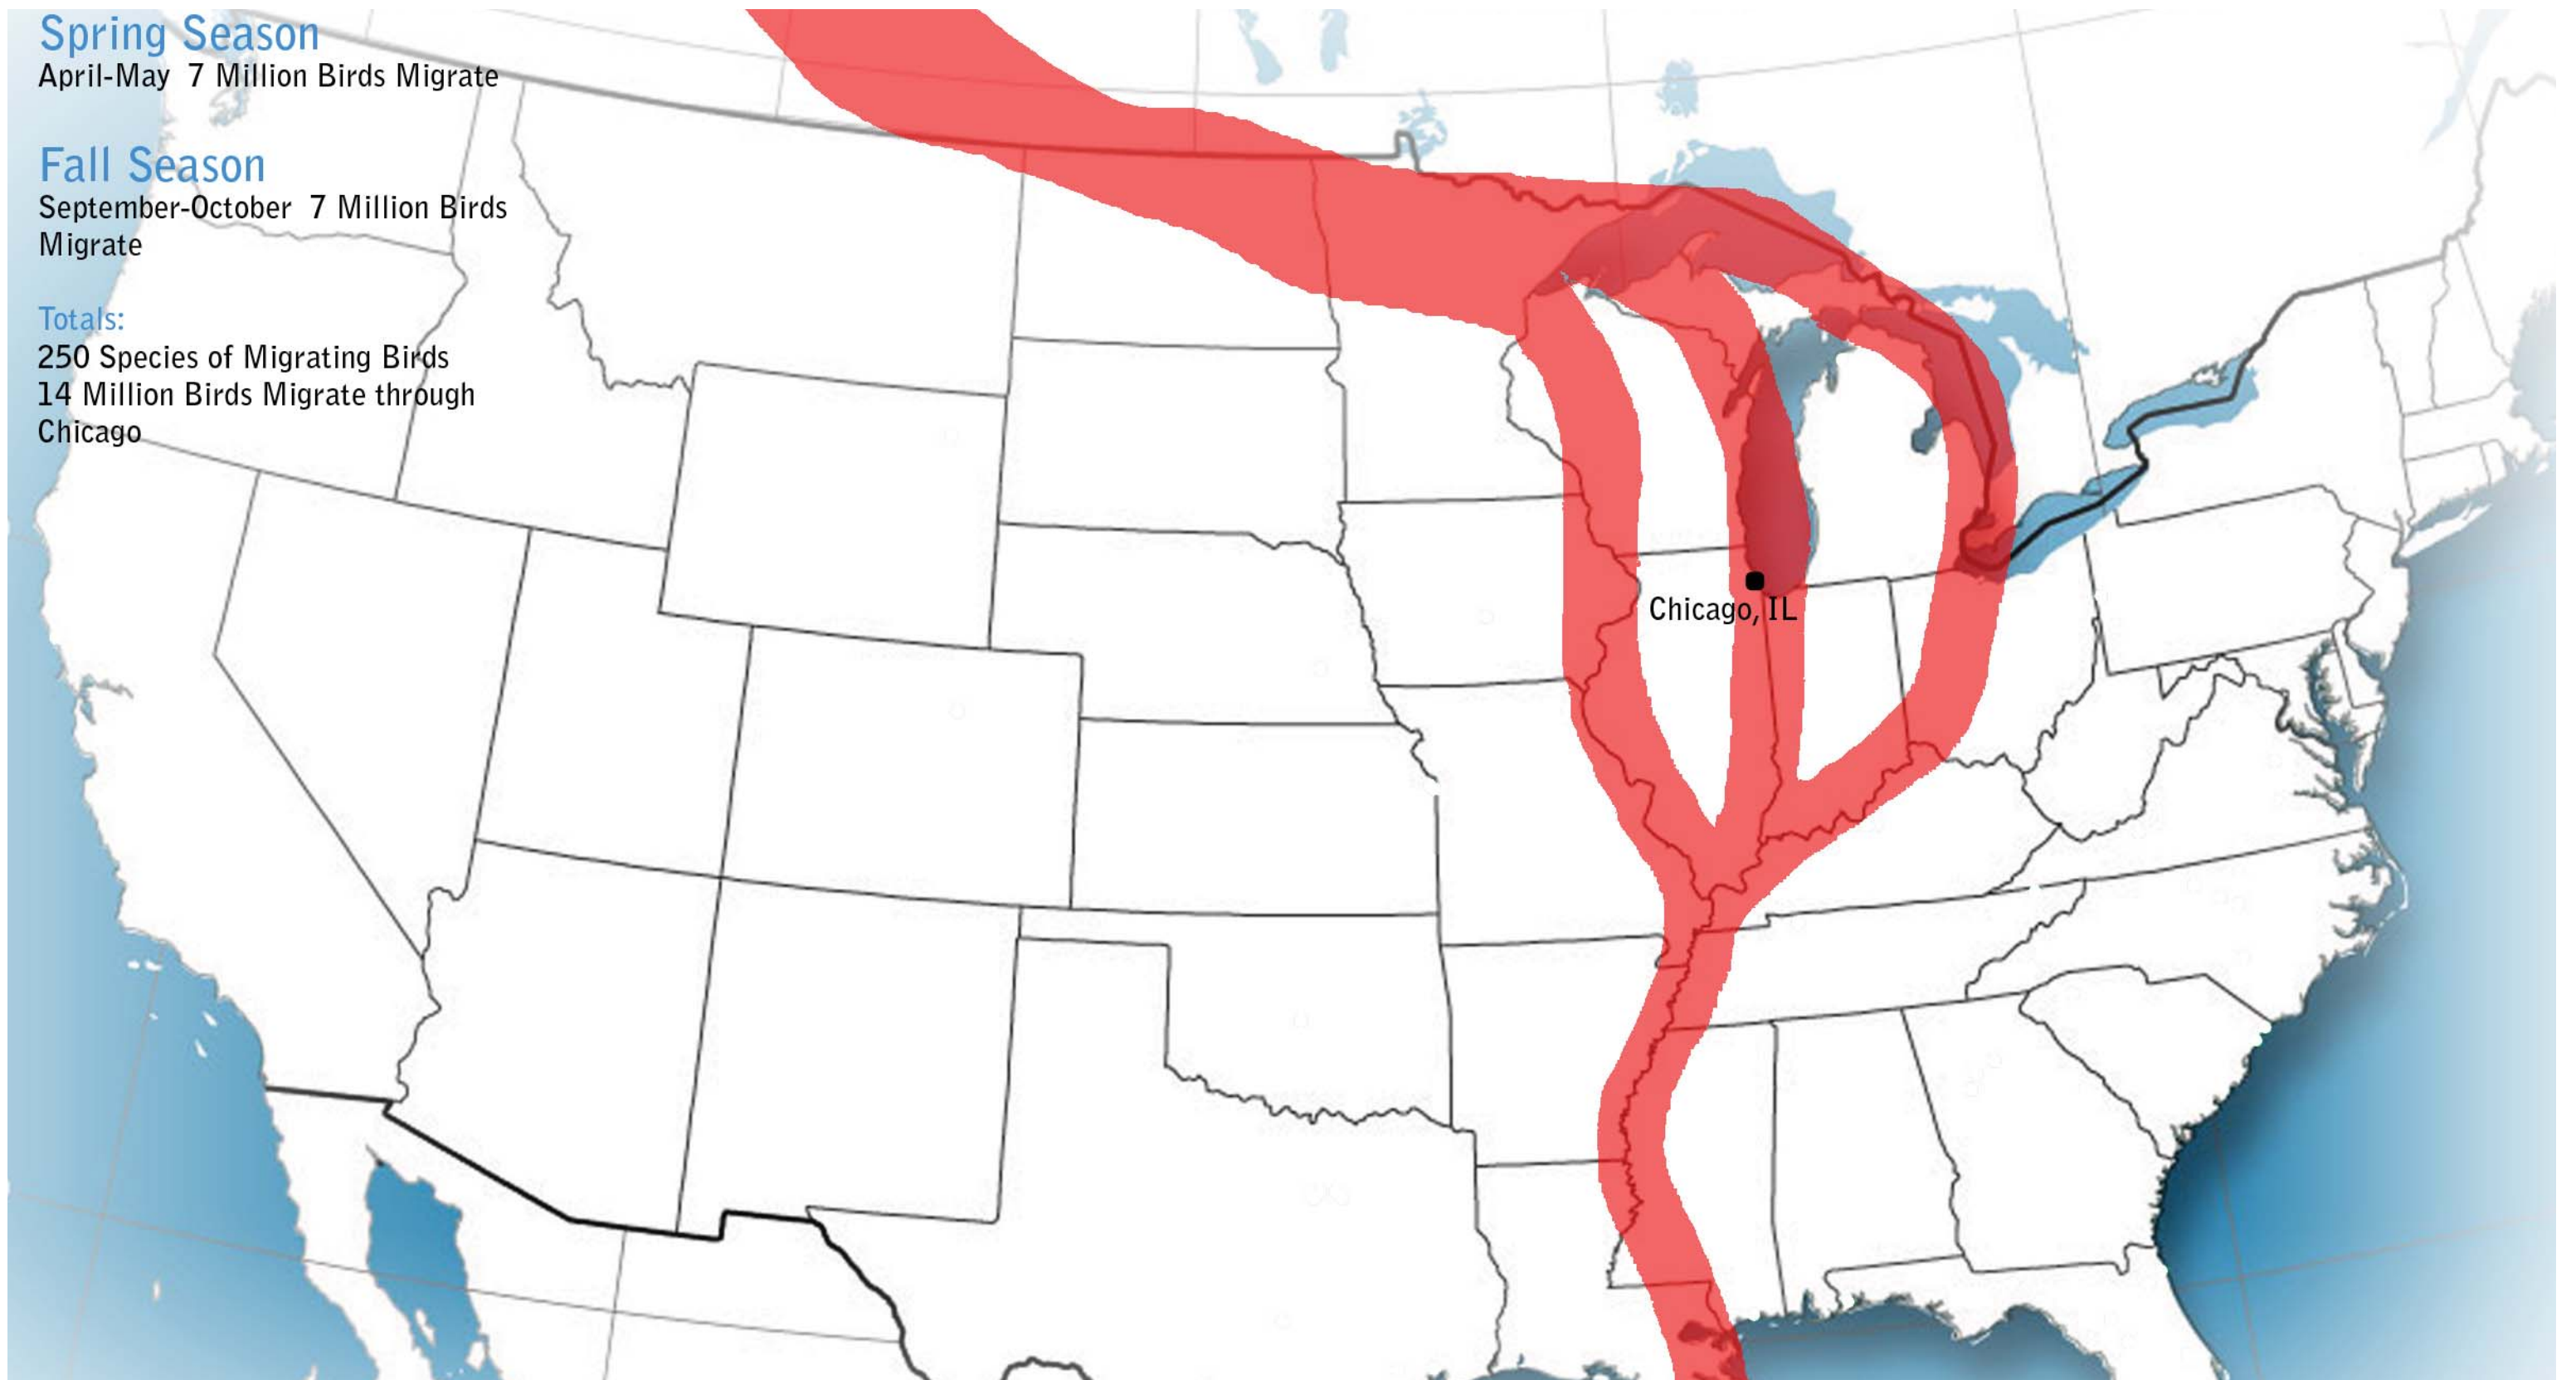 Spring Season
April-May 7 Million Birds Migrate
Fall Season
September-October 7 Million Birds
Migrate
Totals:
250 Species of Migrating Birds
14 Million Birds Migrate through
Chicago
Chicago, IL